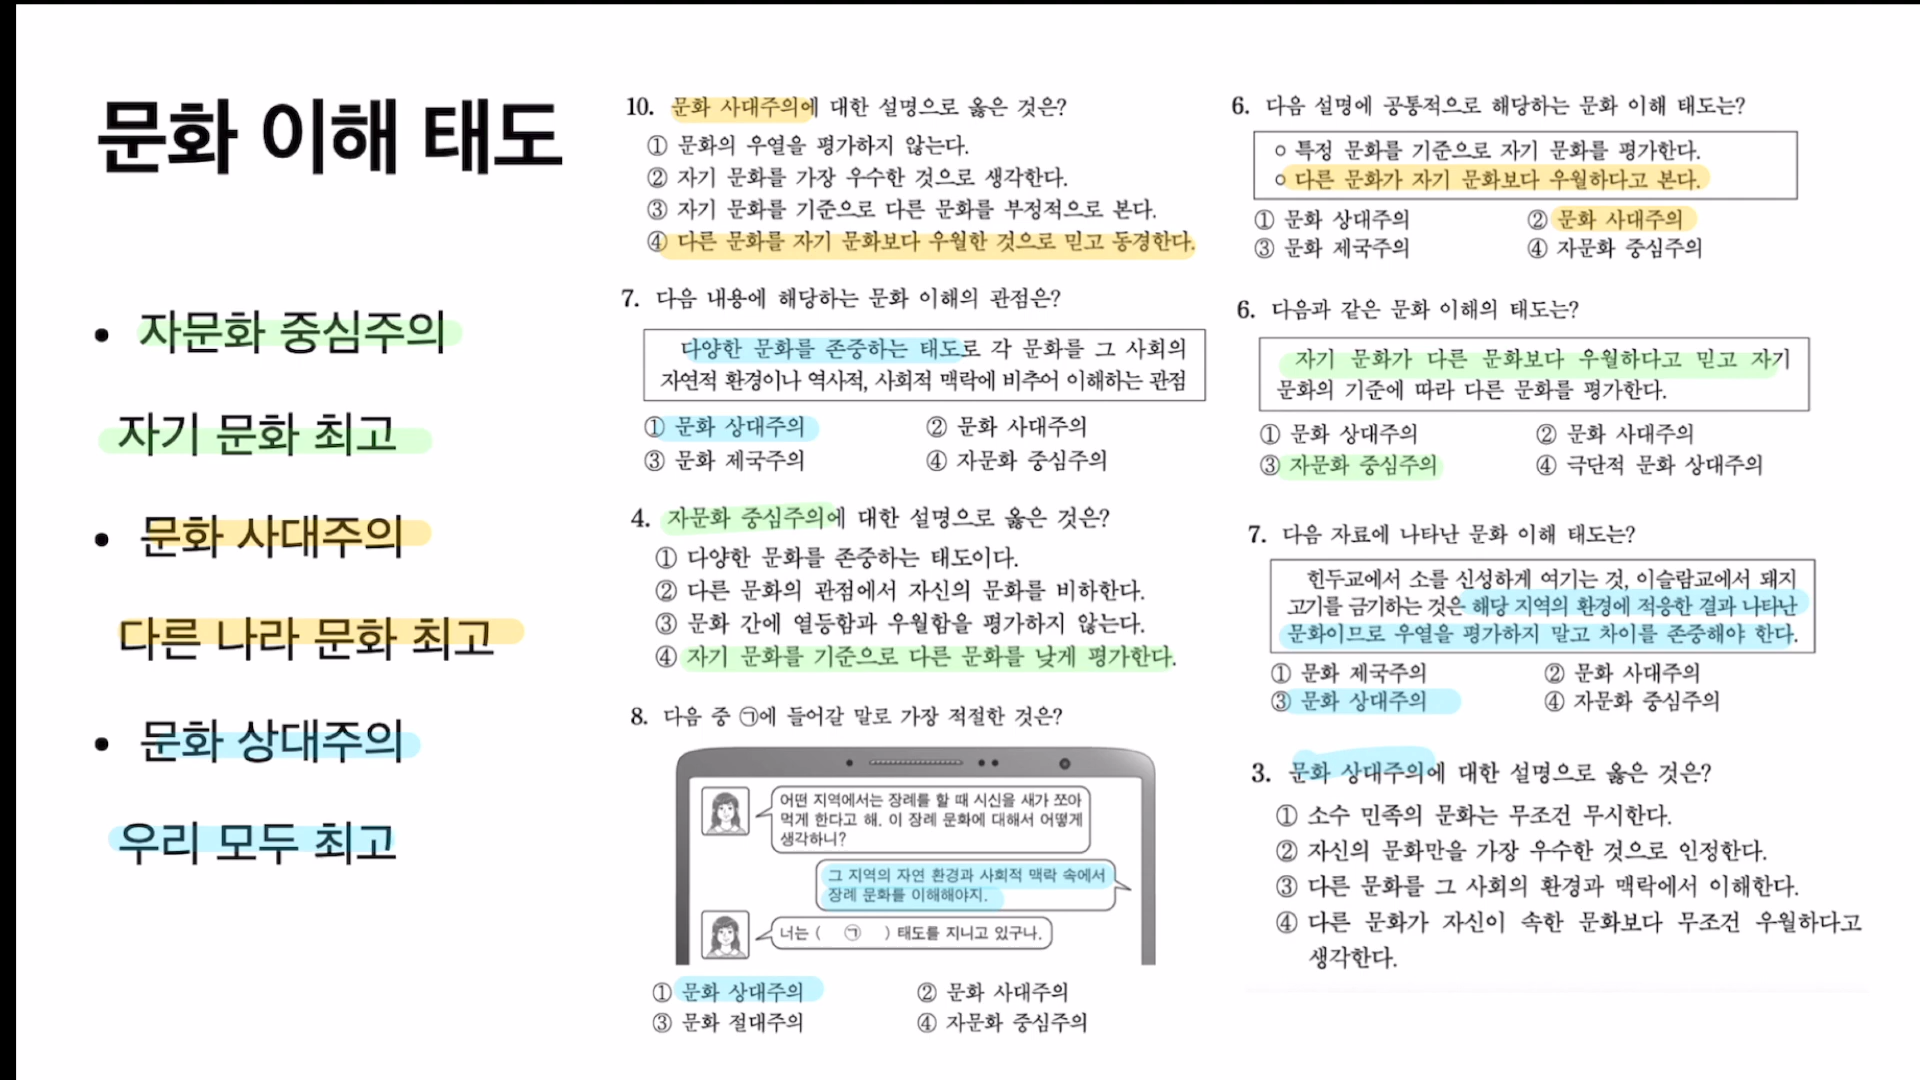 문화 이해 태도
• 자문화 중심주의
자기 문화 최고
• 문화 사대주의
다른 나라 문화 최고
• 문화 상대주의
우리 모두 최고
10. 문화 사대주의에 대한 설명으로 옳은 것은?
① 문화의 우열을 평가하지 않는다.
② 자기 문화를 가장 우수한 것으로 생각한다.
③ 자기 문화를 기준으로 다른 문화를 부정적으로 본다.
④ 다른 문화를 자기 문화보다 우월한 것으로 믿고 동경한다.
7. 다음 내용에 해당하는 문화 이해의 관점은?
다양한 문화를 존중하는 태도로 각 문화를 그 사회의
자연적 환경이나 역사적, 사회적 맥락에 비추어 이해하는 관점
① 문화 상대주의 ② 문화 사대주의
③ 문화 제국주의 ④ 자문화 중심주의
4. 자문화 중심주의에 대한 설명으로 옳은 것은?
① 다양한 문화를 존중하는 태도이다.
② 다른 문화의 관점에서 자신의 문화를 비하한다.
③ 문화 간에 열등함과 우월함을 평가하지 않는다.
④ 자기 문화를 기준으로 다른 문화를 낮게 평가한다.
8. 다음 중 ㉠에 들어갈 말로 가장 적절한 것은?
어떤 지역에서는 장례를 할 때 시신을 새가 쪼아
먹게 한다고 해. 이 장례 문화에 대해서 어떻게
생각하니?
그 지역의 자연 환경과 사회적 맥락 속에서
장례 문화를 이해해야지.
너는 ( ㉠ ) 태도를 지니고 있구나.
① 문화 상대주의 ② 문화 사대주의
③ 문화 절대주의 ④ 자문화 중심주의
6. 다음 설명에 공통적으로 해당하는 문화 이해 태도는?
○ 특정 문화를 기준으로 자기 문화를 평가한다.
○ 다른 문화가 자기 문화보다 우월하다고 본다.
① 문화 상대주의 ② 문화 사대주의
③ 문화 제국주의 ④ 자문화 중심주의
6. 다음과 같은 문화 이해의 태도는?
자기 문화가 다른 문화보다 우월하다고 믿고 자기
문화의 기준에 따라 다른 문화를 평가한다.
① 문화 상대주의 ② 문화 사대주의
③ 자문화 중심주의 ④ 극단적 문화 상대주의
7. 다음 자료에 나타난 문화 이해 태도는?
힌두교에서 소를 신성하게 여기는 것, 이슬람교에서 돼지
고기를 금기하는 것은 해당 지역의 환경에 적응한 결과 나타난
문화이므로 우열을 평가하지 말고 차이를 존중해야 한다.
① 문화 제국주의 ② 문화 사대주의
③ 문화 상대주의 ④ 자문화 중심주의
3. 문화 상대주의에 대한 설명으로 옳은 것은?
① 소수 민족의 문화는 무조건 무시한다.
② 자신의 문화만을 가장 우수한 것으로 인정한다.
③ 다른 문화를 그 사회의 환경과 맥락에서 이해한다.
④ 다른 문화가 자신이 속한 문화보다 무조건 우월하다고
생각한다.